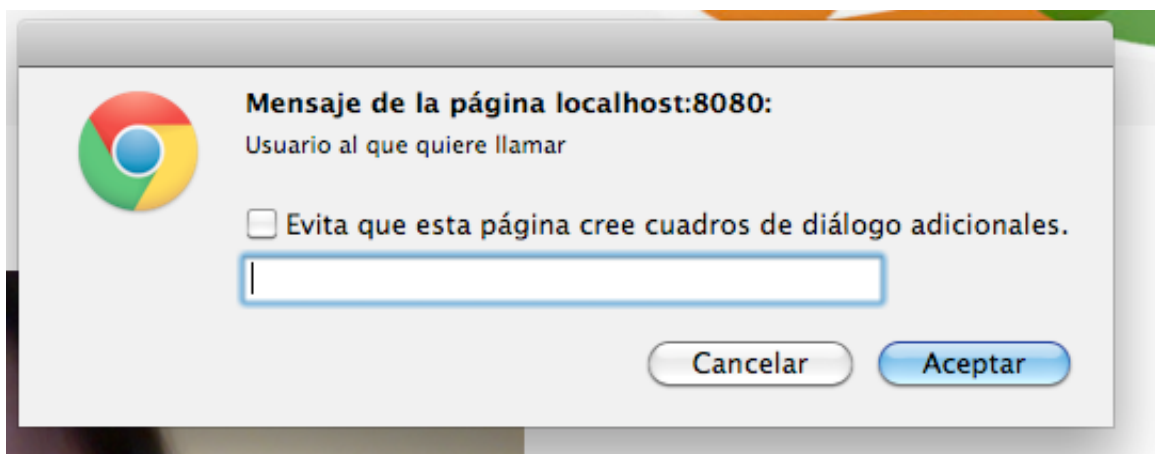 Mensaje de la página localhost:8080:
Usuario al que quiere llamar
Evita que esta página cree cuadros de diálogo adicionales.
Cancelar
Aceptar